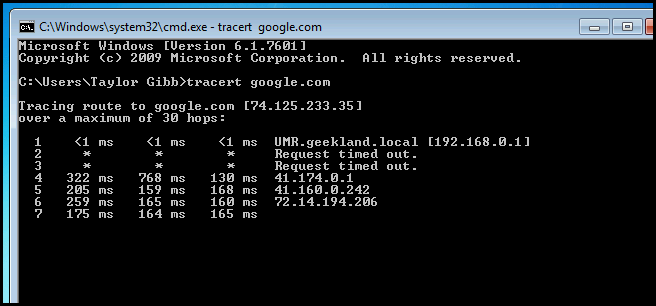 C:\Windows\system32\cmd.exe - tracert google.com
Microsoft Windows [Version 6.1.7601]
Copyright (c) 2009 Microsoft Corporation.  All rights reserved.
C:\Users\Taylor Gibb>tracert google.com
Tracing route to google.com [74.125.233.35]
over a maximum of 30 hops:
1    <1 ms    <1 ms    <1 ms  UMR.geekland.local [192.168.0.1]
2     *        *        *     Request timed out.
3     *        *        *     Request timed out.
4   322 ms   768 ms   130 ms  41.174.0.1
5   205 ms   159 ms   168 ms  41.160.0.242
6   259 ms   165 ms   160 ms  72.14.194.206
7   175 ms   164 ms   165 ms